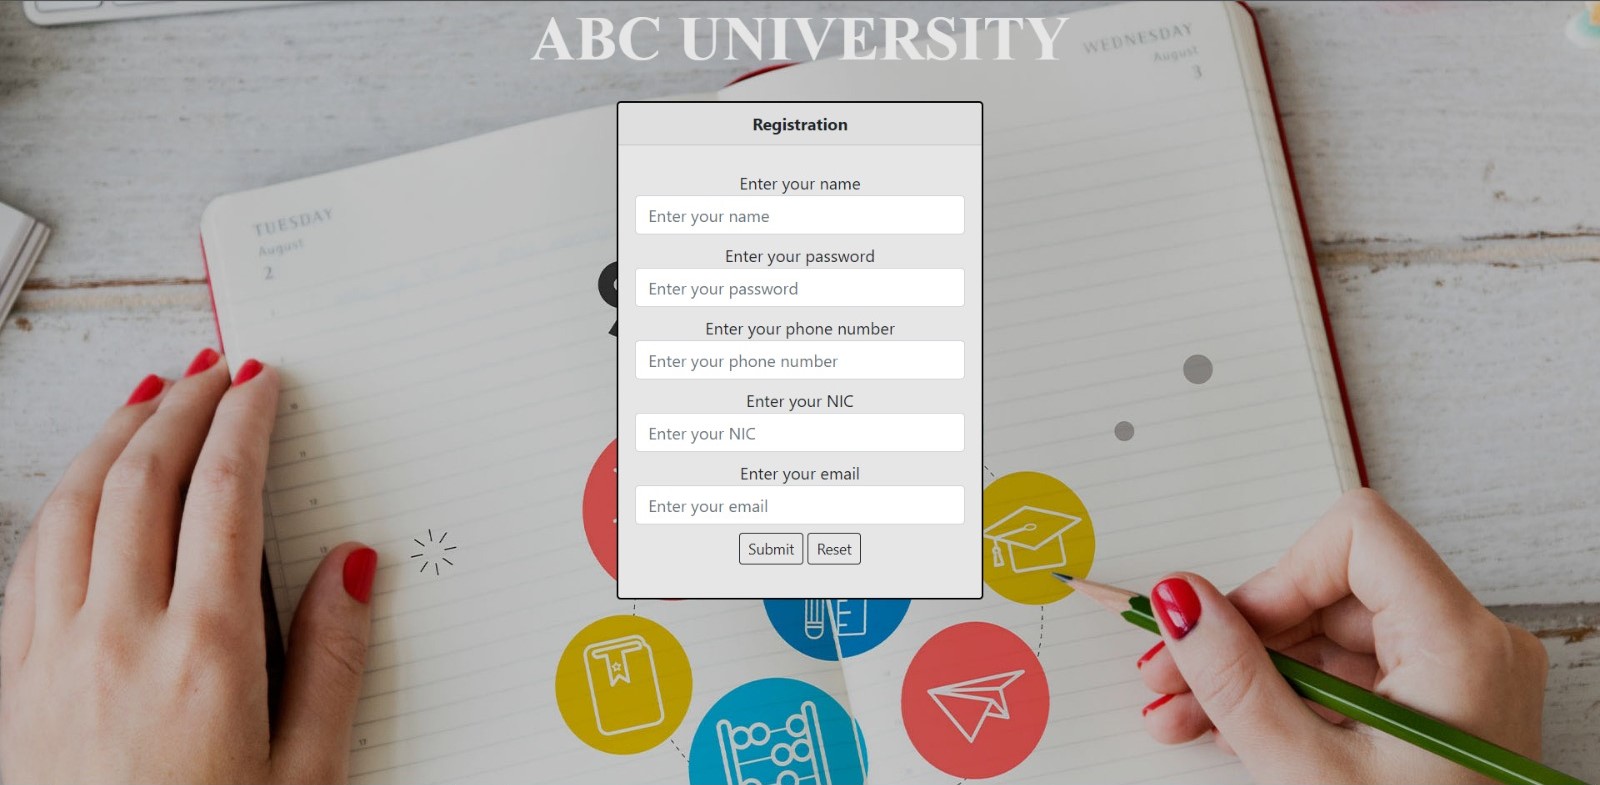 ABC UNIVERSITY
WEDNESDAY
August
3
Registration
TUESDAY
August
2
Enter your name
Enter your name
Enter your password
Enter your password
Enter your phone number
Enter your phone number
Enter your NIC
Enter your NIC
Enter your email
Enter your email
Submit Reset